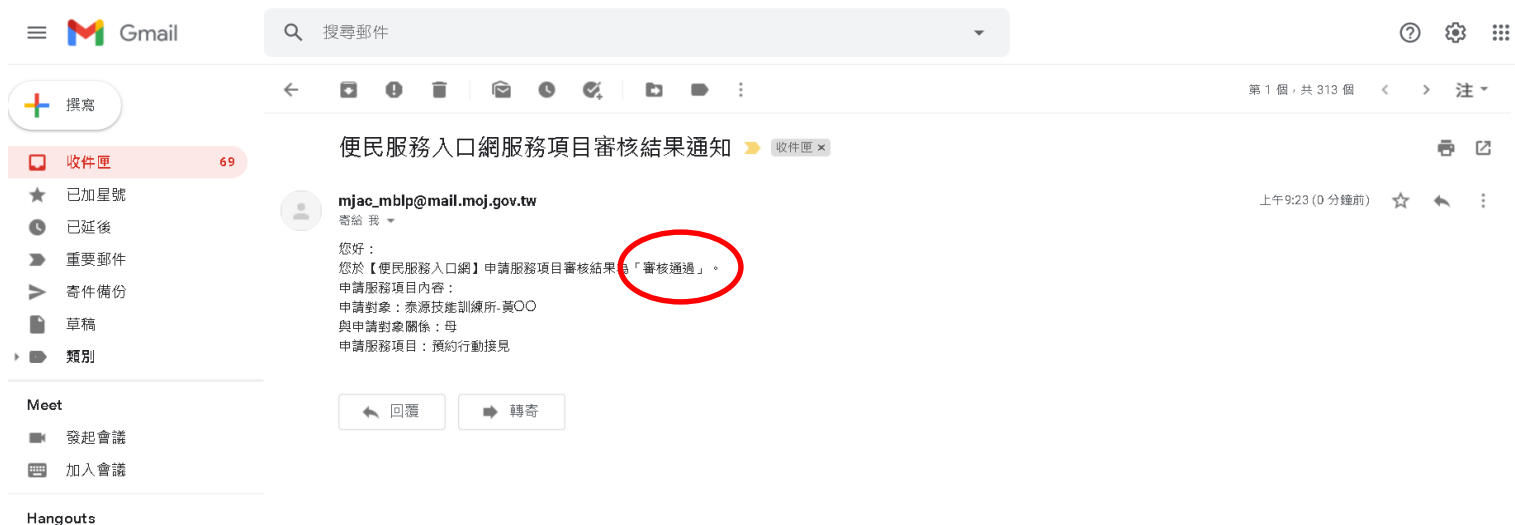 Gmail
搜尋郵件
撰寫
第 1 個，共 313 個
注
收件匣 69
已加星號
已延後
重要郵件
寄件備份
草稿
類別
Meet
發起會議
加入會議
Hangouts
便民服務入口網服務項目審核結果通知 收件匣 ×
mjac_mblp@mail.moj.gov.tw
上午9:23 (0 分鐘前)
寄給 我
您好：
您於【便民服務入口網】申請服務項目審核結果為「審核通過」。
申請服務項目內容：
申請對象：泰源技能訓練所-黃〇〇
與申請對象關係：母
申請服務項目：預約行動接見
回覆
轉寄